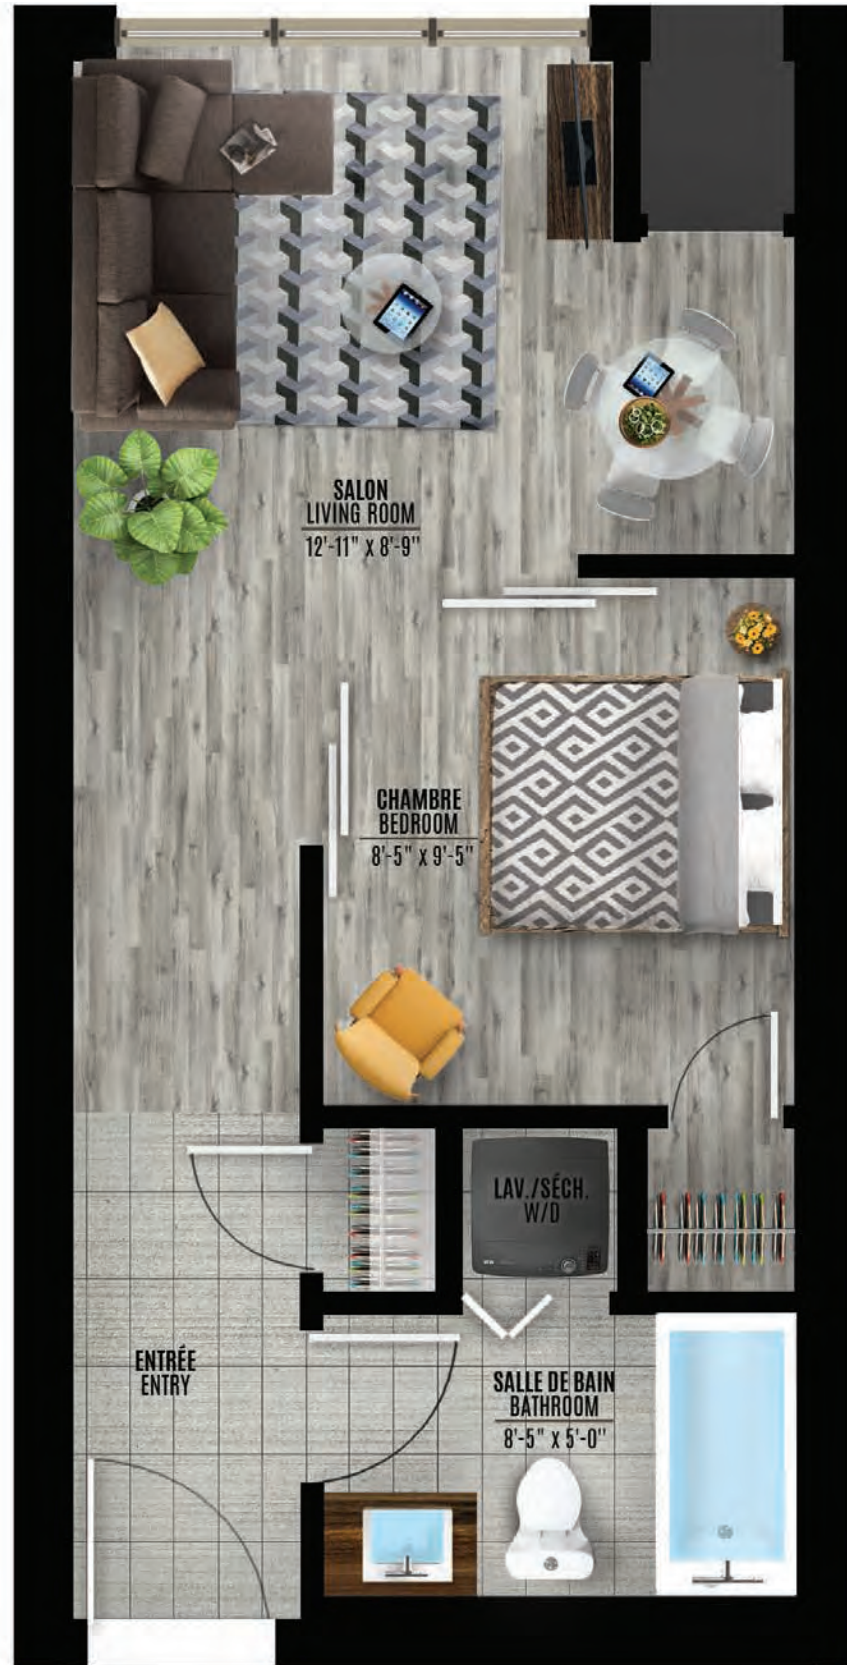 SALON
LIVING ROOM
12'-11" x 8'-9"
CHAMBRE
BEDROOM
8'-5" x 9'-5"
LAV./SÉCH.
W/D
ENTRÉE
ENTRY
SALLE DE BAIN
BATHROOM
8'-5" x 5'-0"